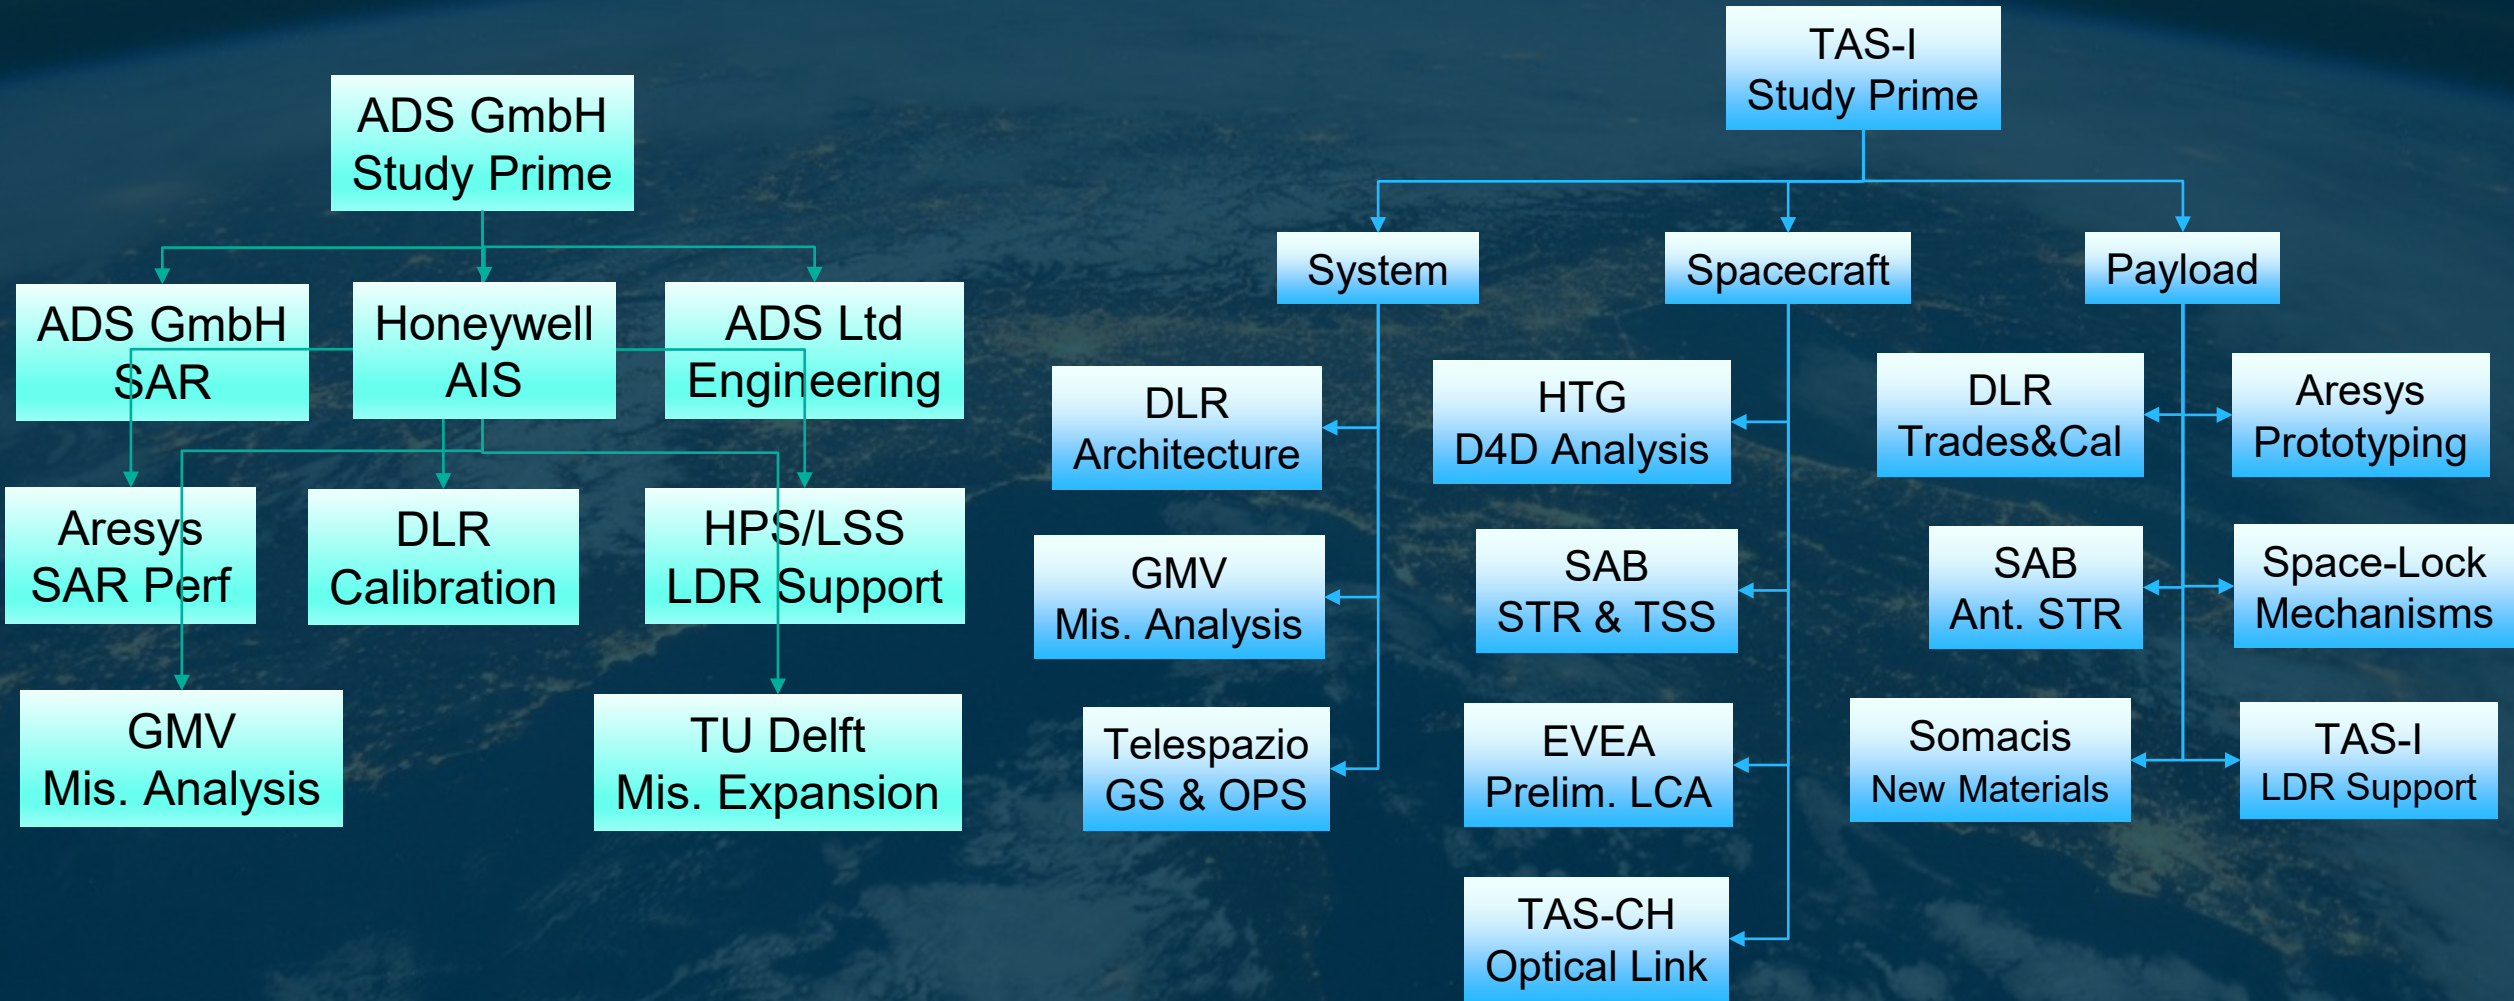 ADS GmbH
Study Prime
ADS GmbH
SAR
Honeywell
AIS
ADS Ltd
Engineering
Aresys
SAR Perf
DLR
Calibration
HPS/LSS
LDR Support
GMV
Mis. Analysis
TU Delft
Mis. Expansion
TAS-I
Study Prime
System
Spacecraft
Payload
DLR
Architecture
GMV
Mis. Analysis
Telespazio
GS & OPS
HTG
D4D Analysis
SAB
STR & TSS
EVEA
Prelim. LCA
TAS-CH
Optical Link
DLR
Trades&Cal
Aresys
Prototyping
SAB
Ant. STR
Space-Lock
Mechanisms
Somacis
New Materials
TAS-I
LDR Support